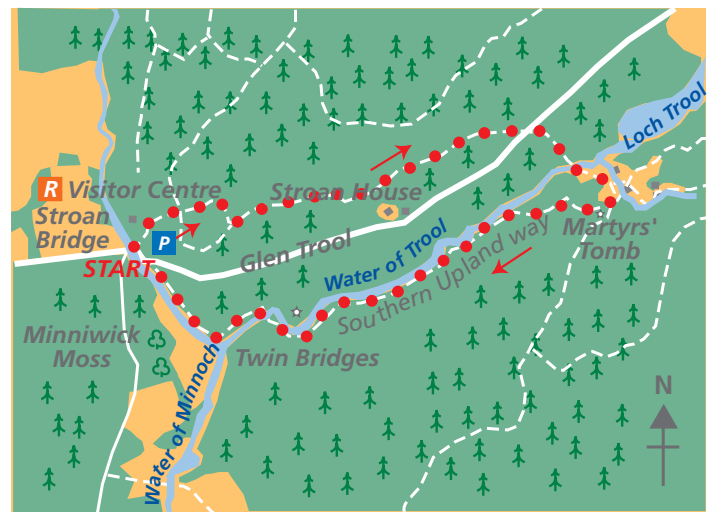 Loch Trool
R Visitor Centre
Stroan House
Stroan
Bridge
P
Glen Trool
START
Water of Trool
Southern Upland way
Martyrs'
Tomb
Minniwick
Moss
Twin Bridges
Water of Minnoch
N